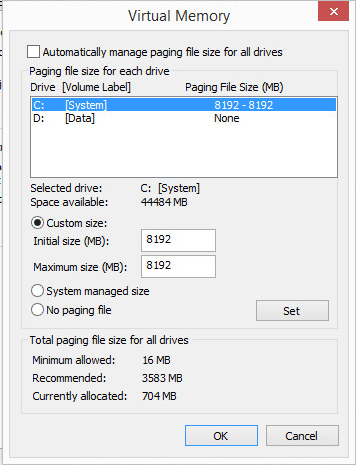 Virtual Memory
Automatically manage paging file size for all drives
Paging file size for each drive
Drive [Volume Label] Paging File Size (MB)
C: [System] 8192 - 8192
D: [Data] None
Selected drive: C: [System]
Space available: 44484 MB
Custom size:
Initial size (MB): 8192
Maximum size (MB): 8192
System managed size
No paging file Set
Total paging file size for all drives
Minimum allowed: 16 MB
Recommended: 3583 MB
Currently allocated: 704 MB
OK Cancel